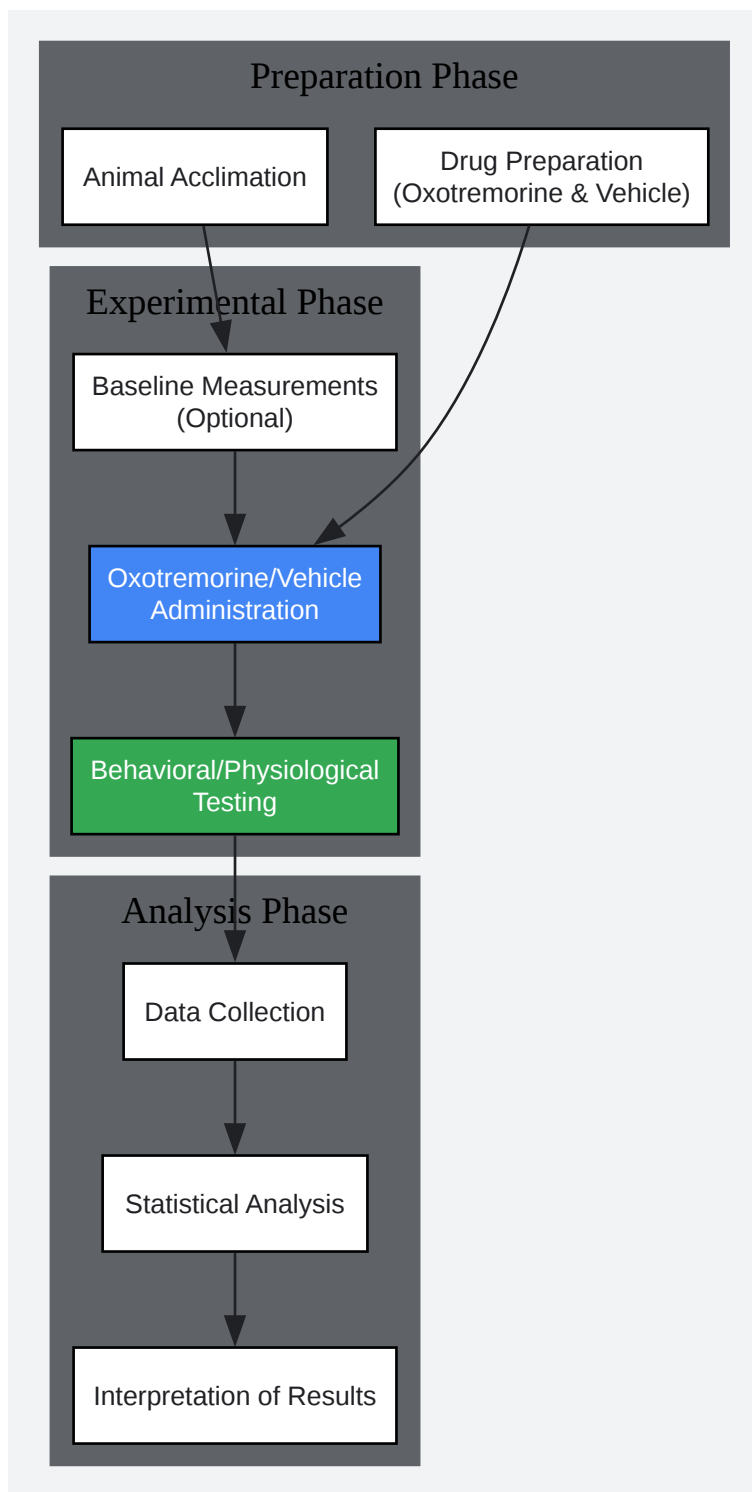 Preparation Phase
Animal Acclimation
Drug Preparation
(Oxotremorine & Vehicle)
Experimental Phase
Baseline Measurements
(Optional)
Oxotremorine/Vehicle
Administration
Behavioral/Physiological
Testing
Analysis Phase
Data Collection
Statistical Analysis
Interpretation of Results